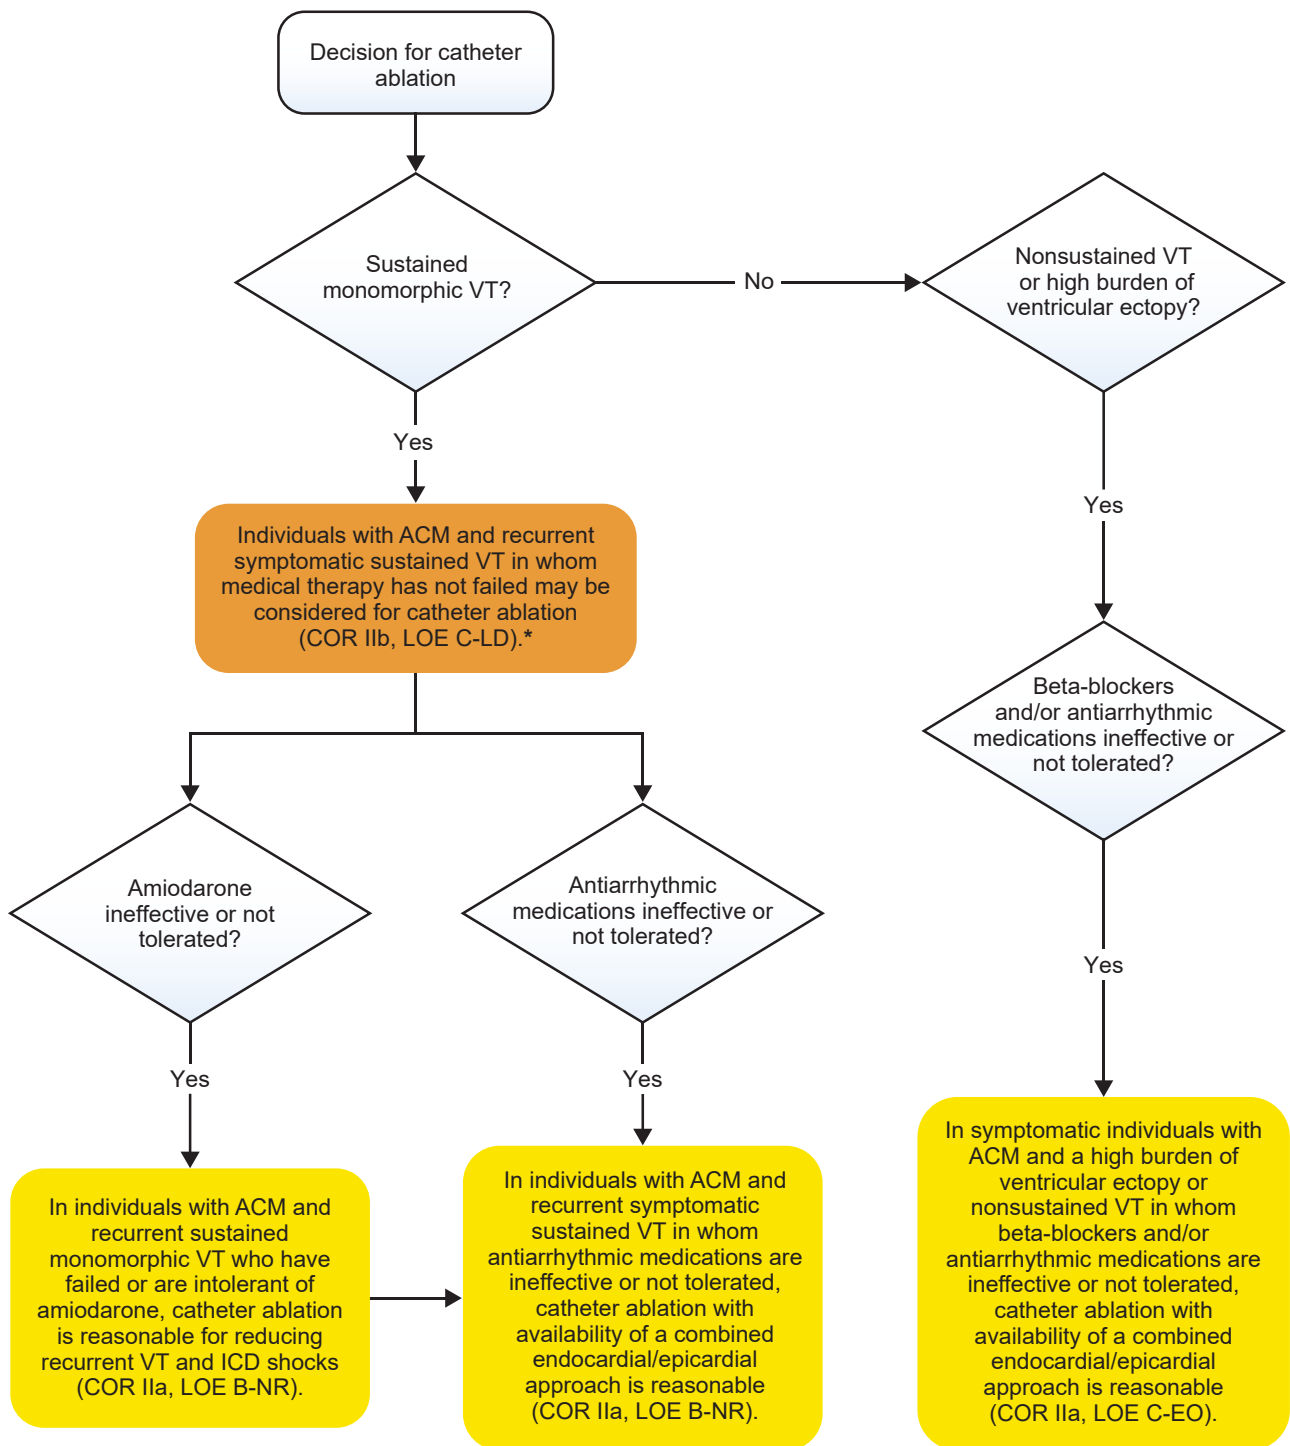 Decision for catheter
ablation
Sustained
monomorphic VT?
No
Nonsustained VT
or high burden of
ventricular ectopy?
Yes
Individuals with ACM and recurrent
symptomatic sustained VT in whom
medical therapy has not failed may be
considered for catheter ablation
(COR IIb, LOE C-LD).*
Yes
Beta-blockers
and/or antiarrhythmic
medications ineffective or
not tolerated?
Amiodarone
ineffective or not
tolerated?
Antiarrhythmic
medications ineffective or
not tolerated?
Yes
Yes
Yes
In individuals with ACM and
recurrent sustained
monomorphic VT who have
failed or are intolerant of
amiodarone, catheter ablation
is reasonable for reducing
recurrent VT and ICD shocks
(COR IIa, LOE B-NR).
In individuals with ACM and
recurrent symptomatic
sustained VT in whom
antiarrhythmic medications are
ineffective or not tolerated,
catheter ablation with
availability of a combined
endocardial/epicardial
approach is reasonable
(COR IIa, LOE B-NR).
In symptomatic individuals with
ACM and a high burden of
ventricular ectopy or
nonsustained VT in whom
beta-blockers and/or
antiarrhythmic medications are
ineffective or not tolerated,
catheter ablation with
availability of a combined
endocardial/epicardial
approach is reasonable
(COR IIa, LOE C-EO).